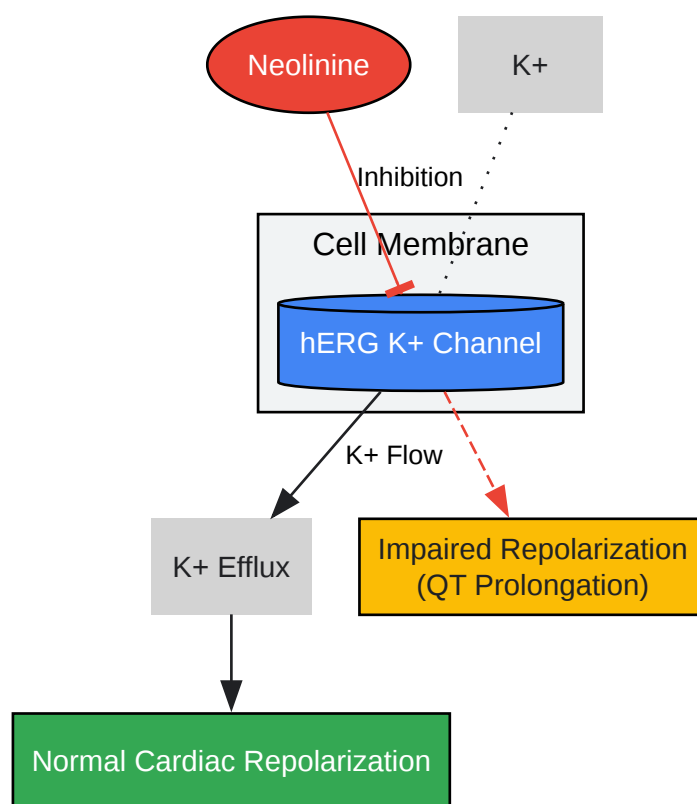 Neolinine
K+
Inhibition
Cell Membrane
hERG K+ Channel
K+ Flow
K+ Efflux
Impaired Repolarization
(QT Prolongation)
Normal Cardiac Repolarization